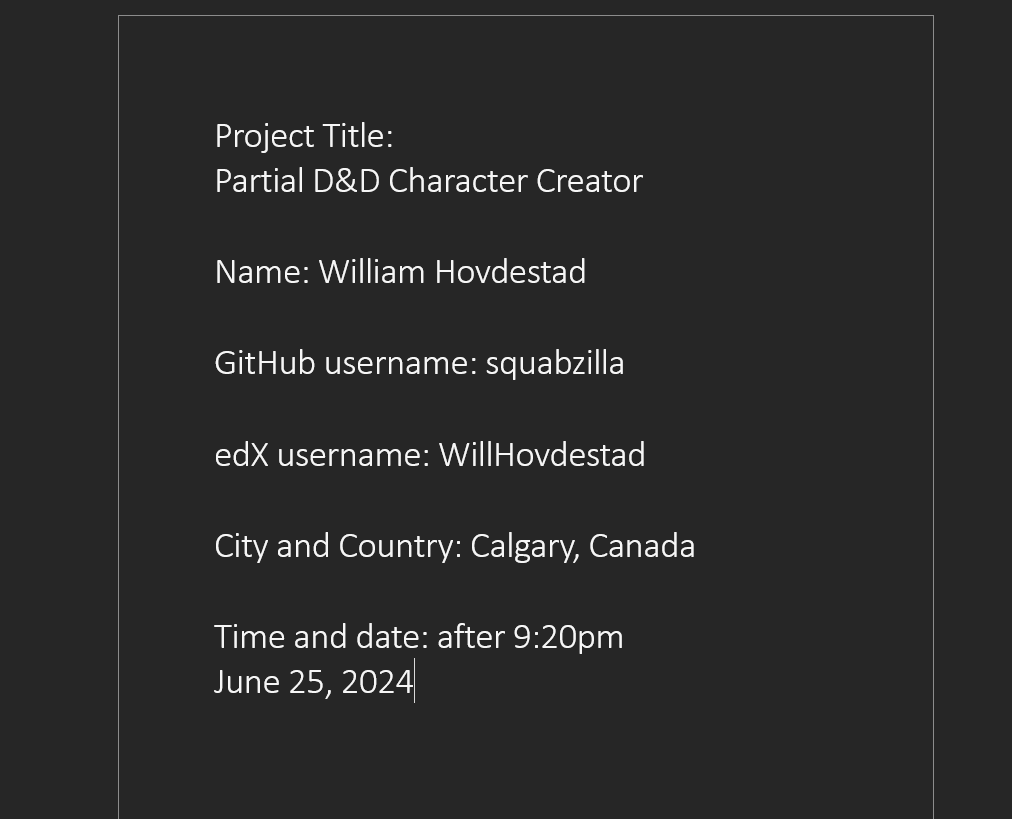 Project Title:
Partial D&D Character Creator
Name: William Hovdestad
GitHub username: squabzilla
edX username: WillHovdestad
City and Country: Calgary, Canada
Time and date: after 9:20pm
June 25, 2024